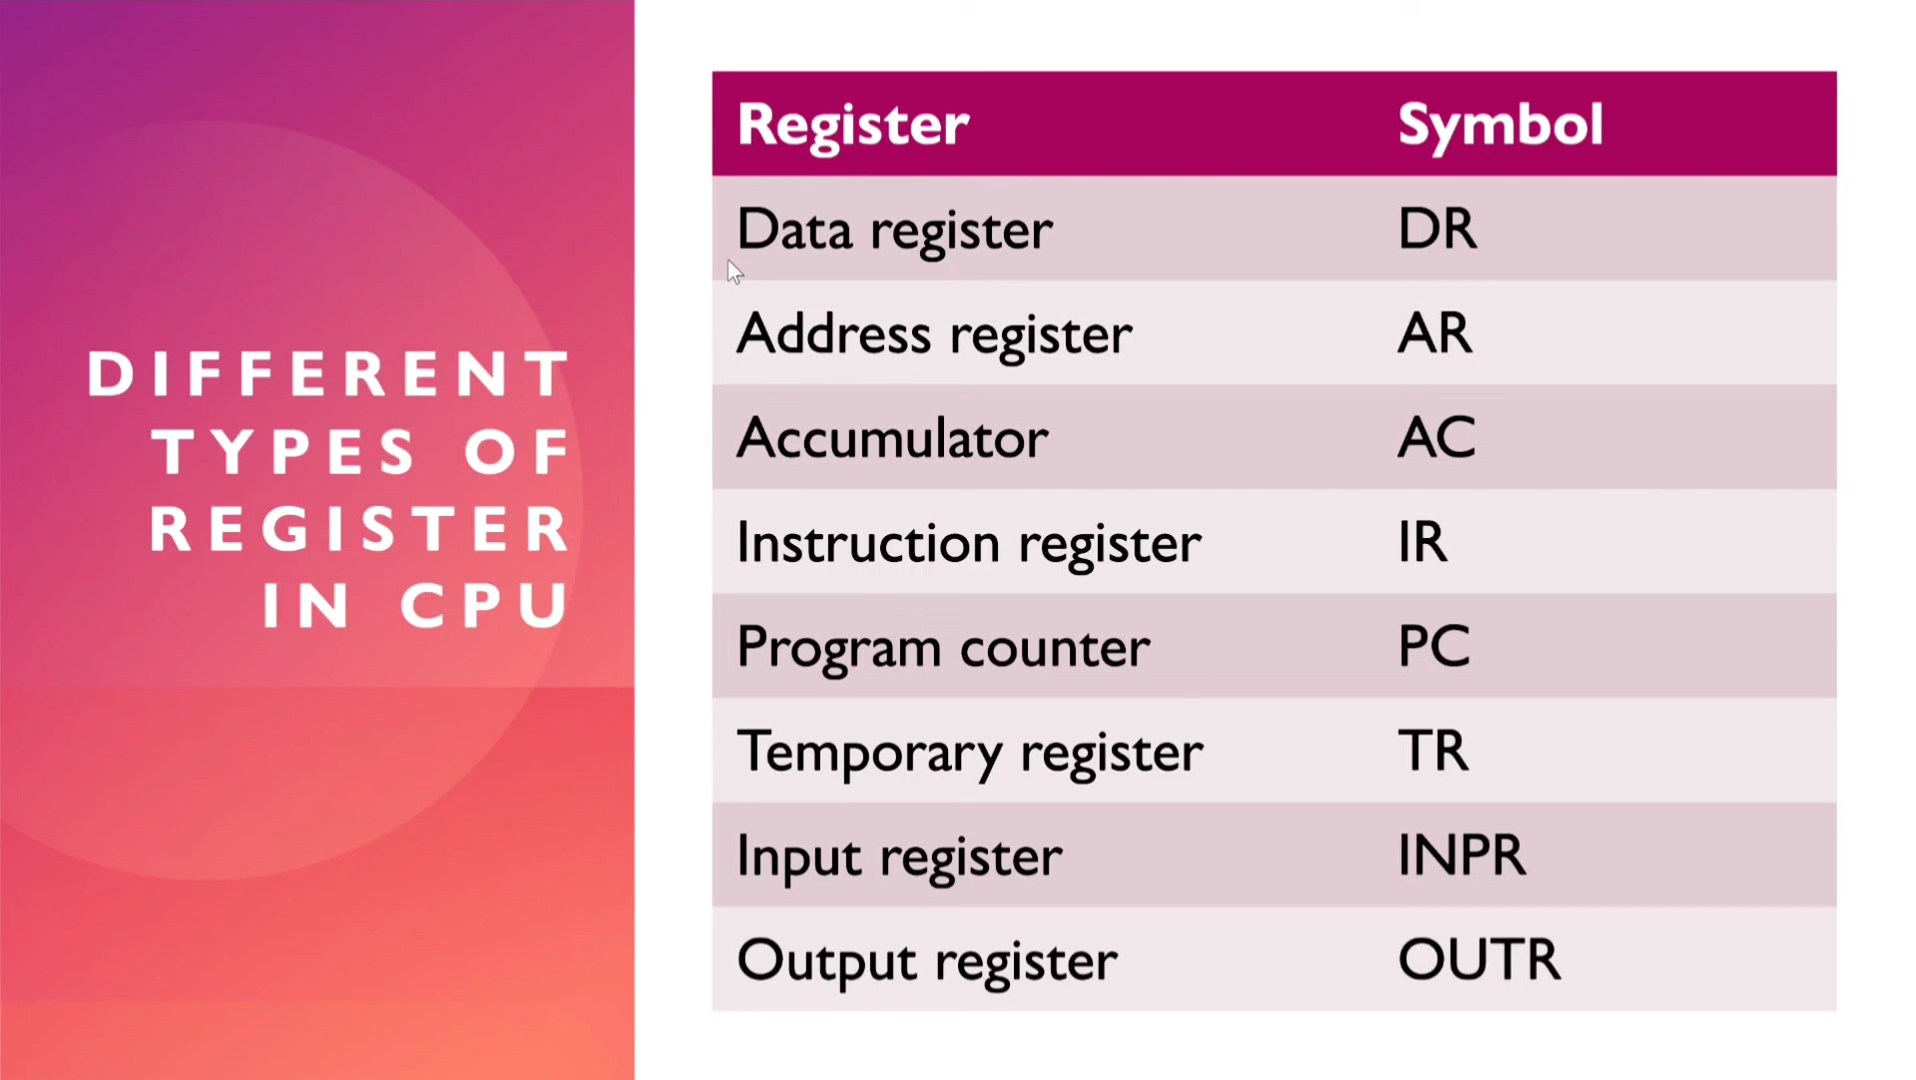 DIFFERENT
TYPES OF
REGISTER
IN CPU
Register Symbol
Data register DR
Address register AR
Accumulator AC
Instruction register IR
Program counter PC
Temporary register TR
Input register INPR
Output register OUTR